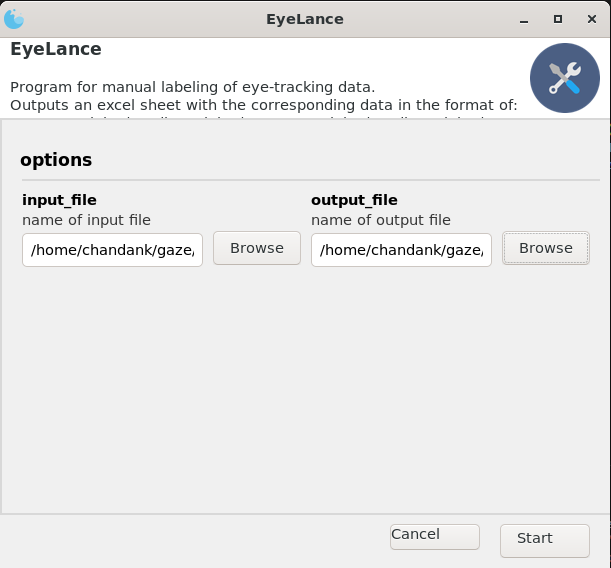 EyeLance
EyeLance
Program for manual labeling of eye-tracking data.
Outputs an excel sheet with the corresponding data in the format of:
options
input_file
name of input file
/home/chandank/gaze/
Browse
output_file
name of output file
/home/chandank/gaze/
Browse
Cancel
Start